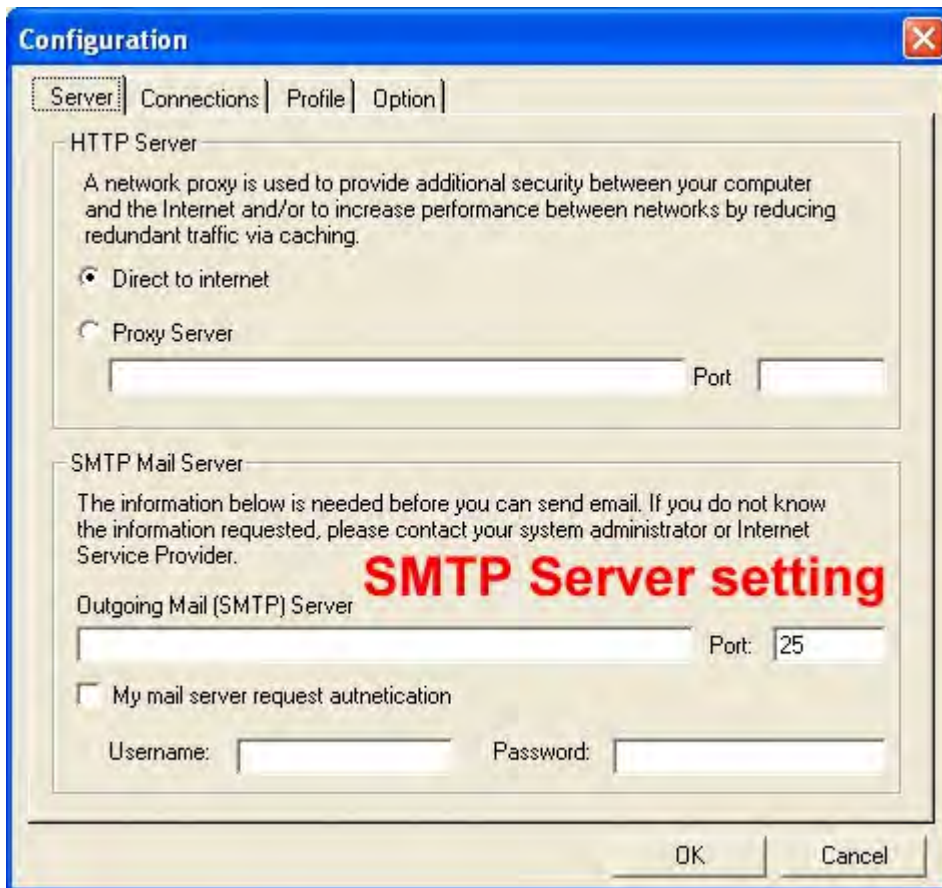 Configuration
Server Connections Profile Option
HTTP Server
A network proxy is used to provide additional security between your computer
and the Internet and/or to increase performance between networks by reducing
redundant traffic via caching.
Direct to internet
Proxy Server
Port
SMTP Mail Server
The information below is needed before you can send email. If you do not know
the information requested, please contact your system administrator or Internet
Service Provider.
SMTP Server setting
Outgoing Mail (SMTP) Server
Port: 25
My mail server request autnetication
Username: Password:
OK Cancel